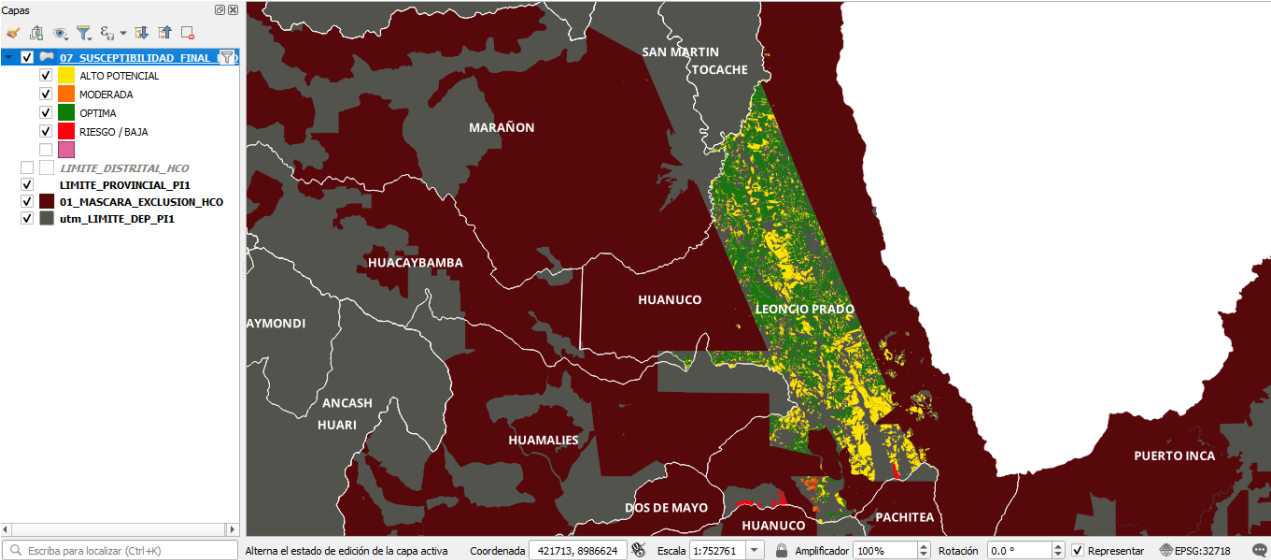 Capas
07_SUSCEPTIBILIDAD_FINAL
ALTO POTENCIAL
MODERADA
OPTIMA
RIESGO / BAJA
LIMITE_DISTRITAL_HCO
LIMITE_PROVINCIAL_PI1
01_MASCARA_EXCLUSION_HCO
utm_LIMITE_DEP_PI1
SAN MARTIN
TOCACHE
MARAÑON
HUACAYBAMBA
HUANUCO
LEONCIO PRADO
AYMONDI
ANCASH
HUARI
HUAMALIES
PUERTO INCA
DOS DE MAYO
PACHITEA
HUANUCO
Escriba para localizar (Ctrl+K)
Alterna el estado de edición de la capa activa
Coordenada 421713, 8986624
Escala 1:752761
Amplificador 100%
Rotación 0.0 °
Representar
EPSG:32718